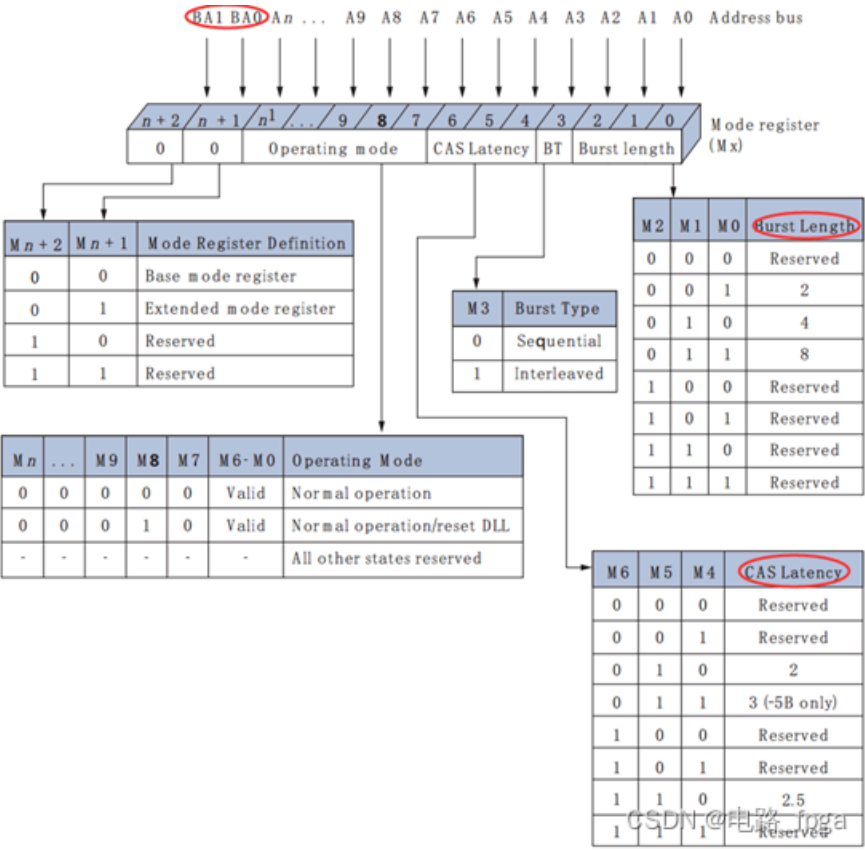 BA1 BA0 An ... A9 A8 A7 A6 A5 A4 A3 A2 A1 A0 Address bus
n + 2 n + 1 n1 ... 9 8 7 6 5 4 3 2 1 0 Mode register (Mx)
0 0 Operating mode CAS Latency BT Burst length
Mn + 2 Mn + 1 Mode Register Definition
0 0 Base mode register
0 1 Extended mode register
1 0 Reserved
1 1 Reserved
M3 Burst Type
0 Sequential
1 Interleaved
M2 M1 M0 Burst Length
0 0 0 Reserved
0 0 1 2
0 1 0 4
0 1 1 8
1 0 0 Reserved
1 0 1 Reserved
1 1 0 Reserved
1 1 1 Reserved
Mn ... M9 M8 M7 M6-M0 Operating Mode
0 0 0 0 0 Valid Normal operation
0 0 0 1 0 Valid Normal operation/reset DLL
- - - - - - All other states reserved
M6 M5 M4 CAS Latency
0 0 0 Reserved
0 0 1 Reserved
0 1 0 2
0 1 1 3 (-5B only)
1 0 0 Reserved
1 0 1 Reserved
1 1 0 2.5
1 1 1 Reserved
CSDN @电路_fpga